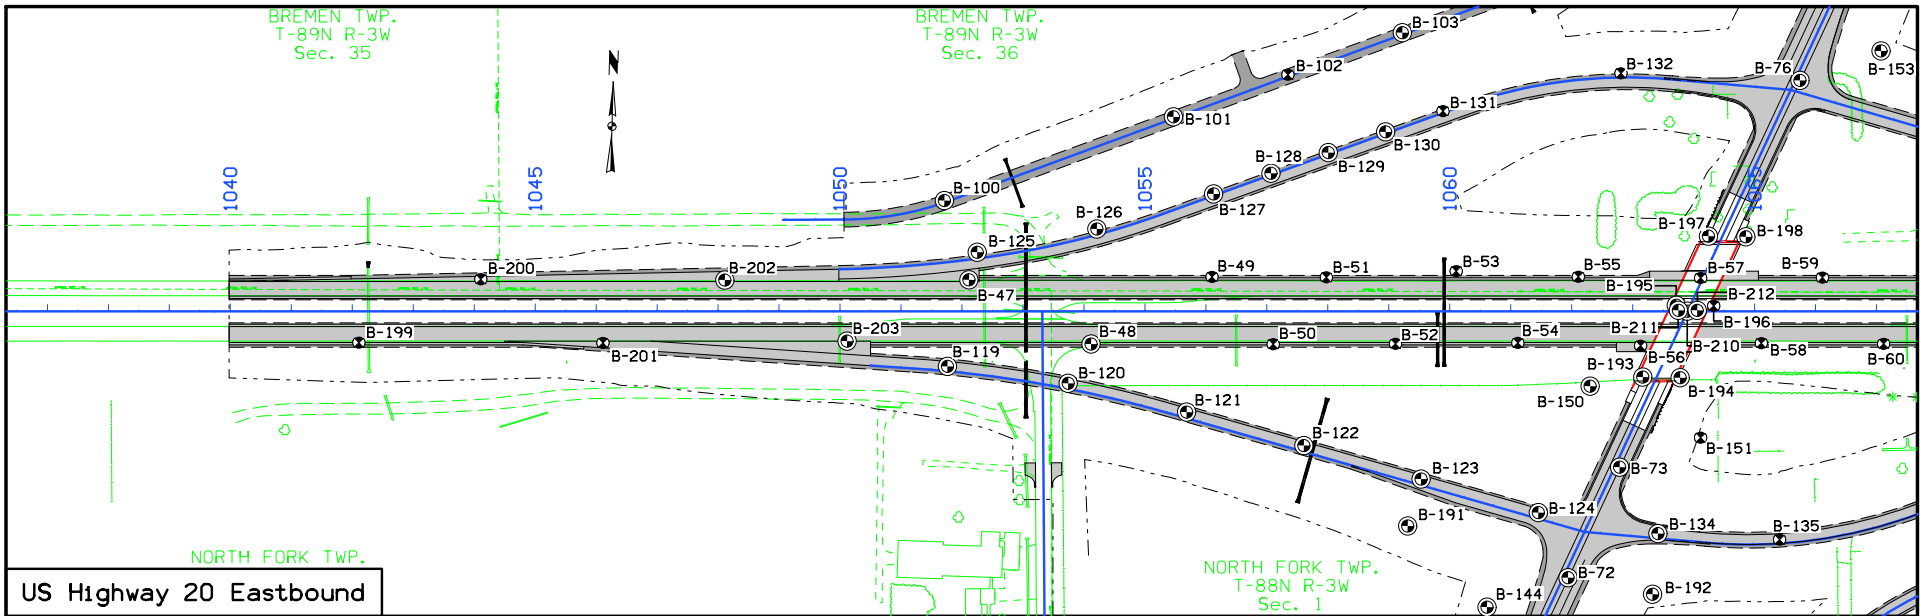 BREMEN TWP.
T-89N R-3W
Sec. 35
BREMEN TWP.
T-89N R-3W
Sec. 36
N
B-103
B-102
B-132
B-76
B-153
B-101
B-131
B-130
B-128
B-129
B-127
1040
1045
1050
1055
1060
1065
B-100
B-126
B-125
B-197
B-198
B-200
B-202
B-47
B-49
B-51
B-53
B-55
B-195
B-57
B-59
B-212
B-199
B-201
B-203
B-48
B-50
B-52
B-54
B-211
B-196
B-56
B-210
B-58
B-60
B-119
B-120
B-193
B-194
B-150
B-121
B-122
B-151
B-123
B-73
B-124
B-191
B-134
B-135
NORTH FORK TWP.
NORTH FORK TWP.
T-88N R-3W
Sec. 1
B-72
B-144
B-192
US Highway 20 Eastbound